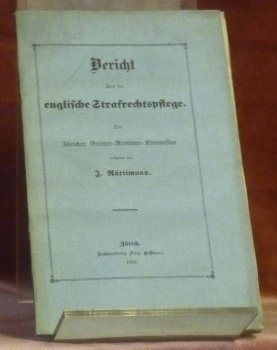 Bericht
über die
englische Strafrechtspflege.
Der
Zürcher Gesetzes-Revisions-Commission
erstattet von
J. Rüttimann.
Zürich.